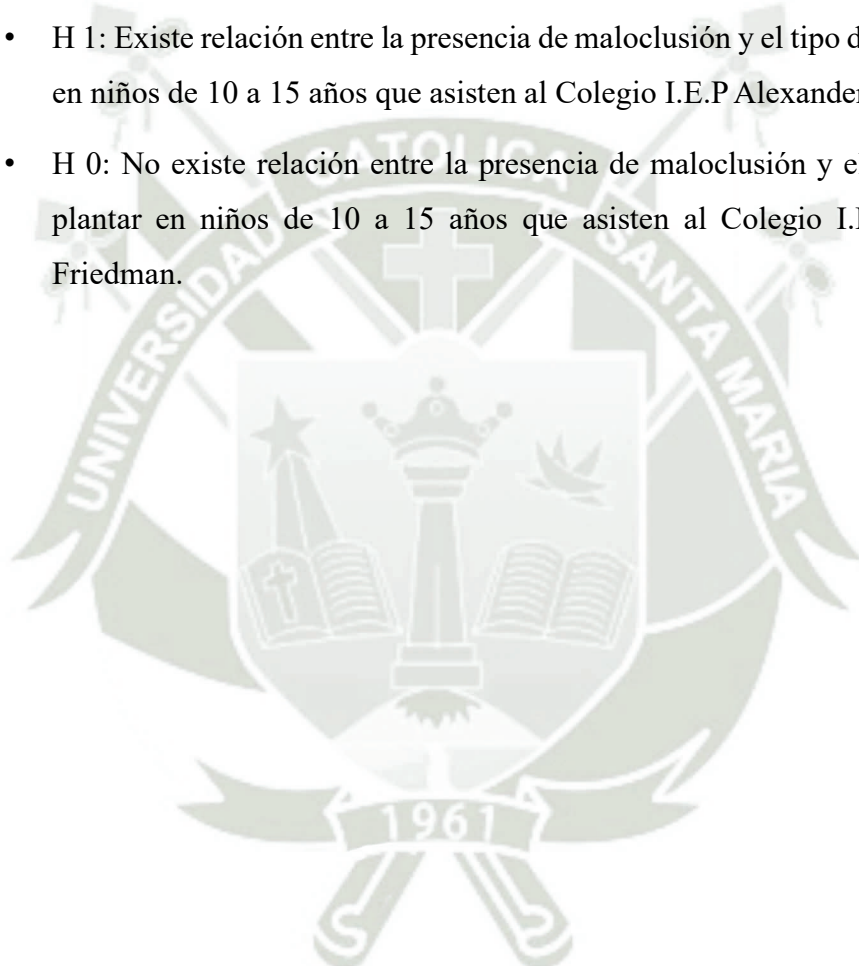 • H 1: Existe relación entre la presencia de maloclusión y el tipo d
en niños de 10 a 15 años que asisten al Colegio I.E.P Alexander
• H 0: No existe relación entre la presencia de maloclusión y e
plantar en niños de 10 a 15 años que asisten al Colegio I.
Friedman.
UNIVERSIDAD CATOLICA SANTA MARIA
1961